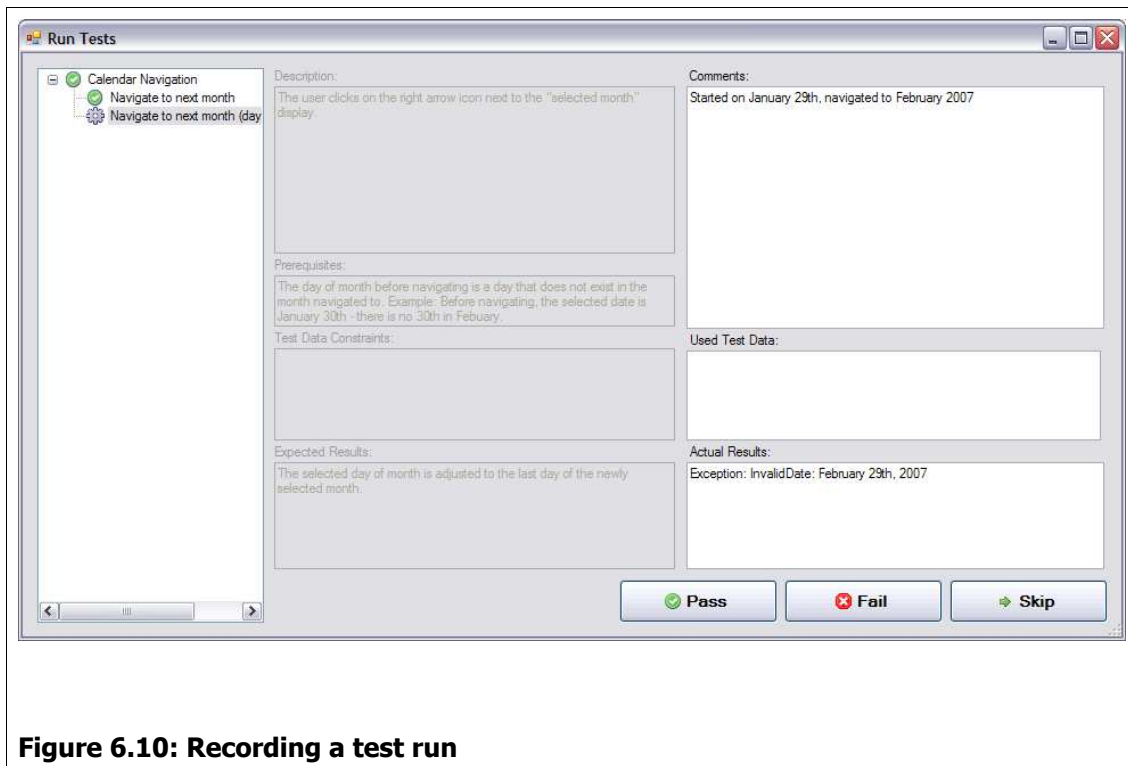 Run Tests
Calendar Navigation
Navigate to next month
Navigate to next month (day
Description:
The user clicks on the right arrow icon next to the "selected month"
display.
Prerequisites:
The day of month before navigating is a day that does not exist in the
month navigated to. Example: Before navigating, the selected date is
January 30th - there is no 30th in Febuary.
Test Data Constraints:
Expected Results:
The selected day of month is adjusted to the last day of the newly
selected month.
Comments:
Started on January 29th, navigated to February 2007
Used Test Data:
Actual Results:
Exception: InvalidDate: February 29th, 2007
Pass
Fail
Skip
Figure 6.10: Recording a test run